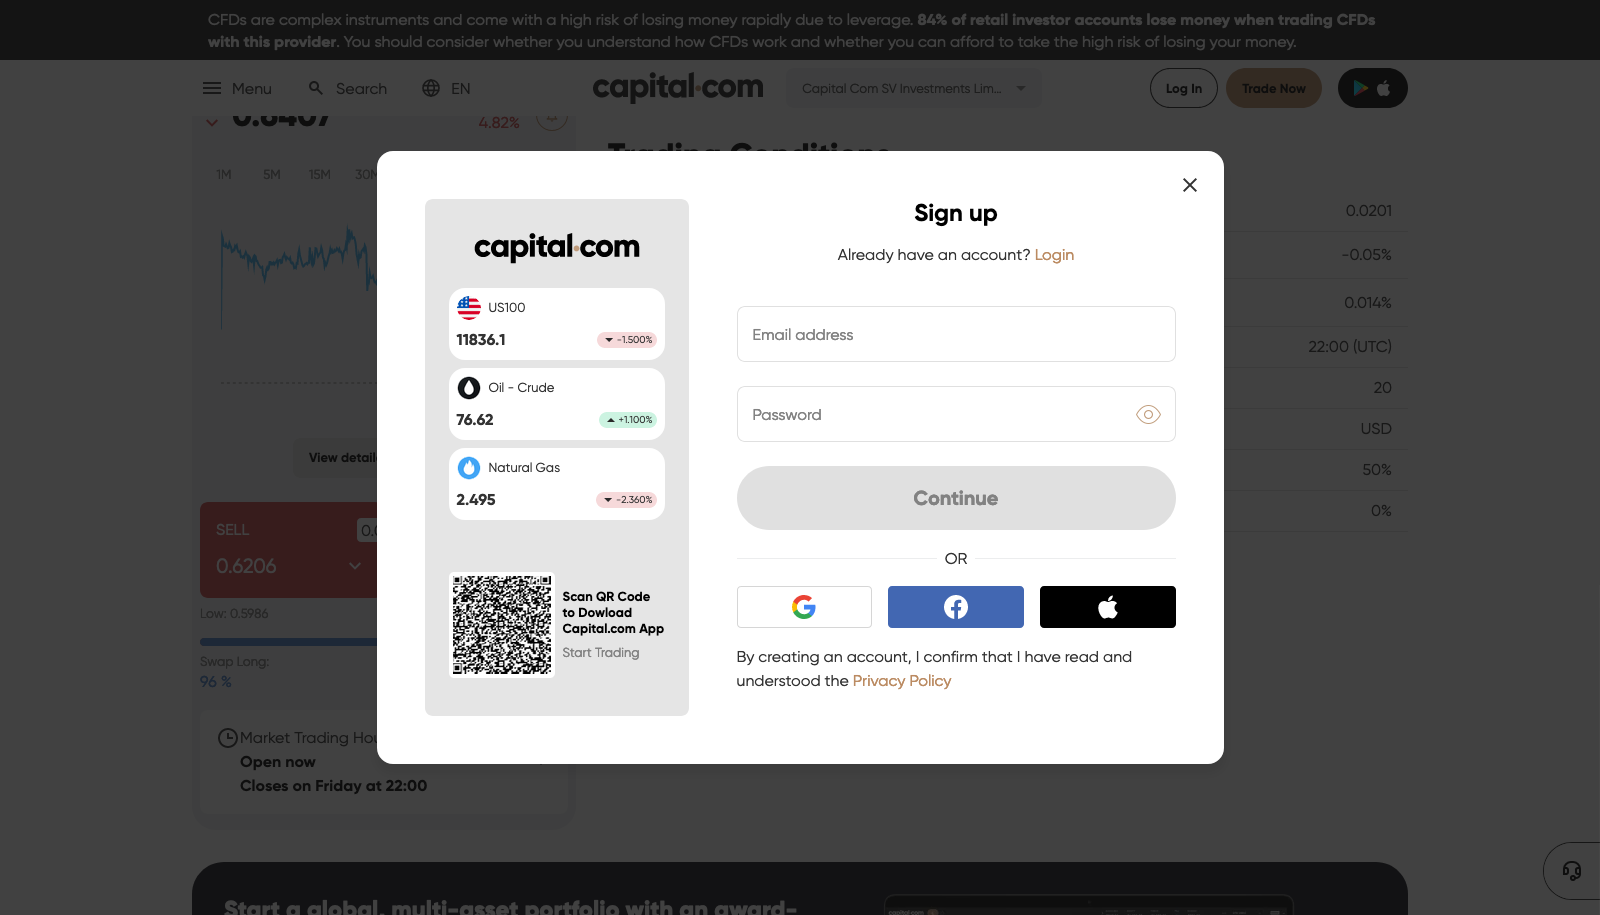 CFDs are complex instruments and come with a high risk of losing money rapidly due to leverage. 84% of retail investor accounts lose money when trading CFDs
with this provider. You should consider whether you understand how CFDs work and whether you can afford to take the high risk of losing your money.
Menu
Search
EN
capital.com
Capital Com SV Investments Lim...
Log In
Trade Now
4.82%
Trading Conditions
1M 5M 15M 30M
0.0201
-0.05%
0.014%
22:00 (UTC)
20
USD
50%
0%
View detaile
SELL
0.6206
Low: 0.5986
Swap Long:
96 %
Market Trading Hou
Open now
Closes on Friday at 22:00
capital.com
US100
11836.1
-1.500%
Oil - Crude
76.62
+1.100%
Natural Gas
2.495
-2.360%
Scan QR Code
to Dowload
Capital.com App
Start Trading
Sign up
Already have an account? Login
Email address
Password
Continue
OR
By creating an account, I confirm that I have read and
understood the Privacy Policy
Start a global, multi-asset portfolio with an award-